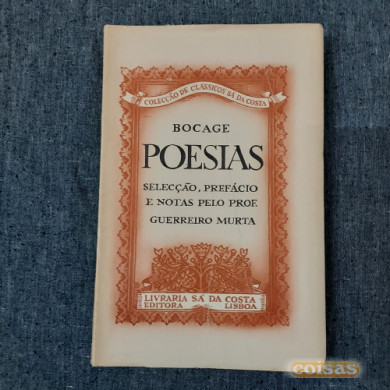 COLECÇÃO DE CLÁSSICOS SÁ DA COSTA
BOCAGE
POESIAS
SELECÇÃO, PREFÁCIO
E NOTAS PELO PROF.
GUERREIRO MURTA
LIVRARIA SÁ DA COSTA
EDITORA LISBOA
coisas